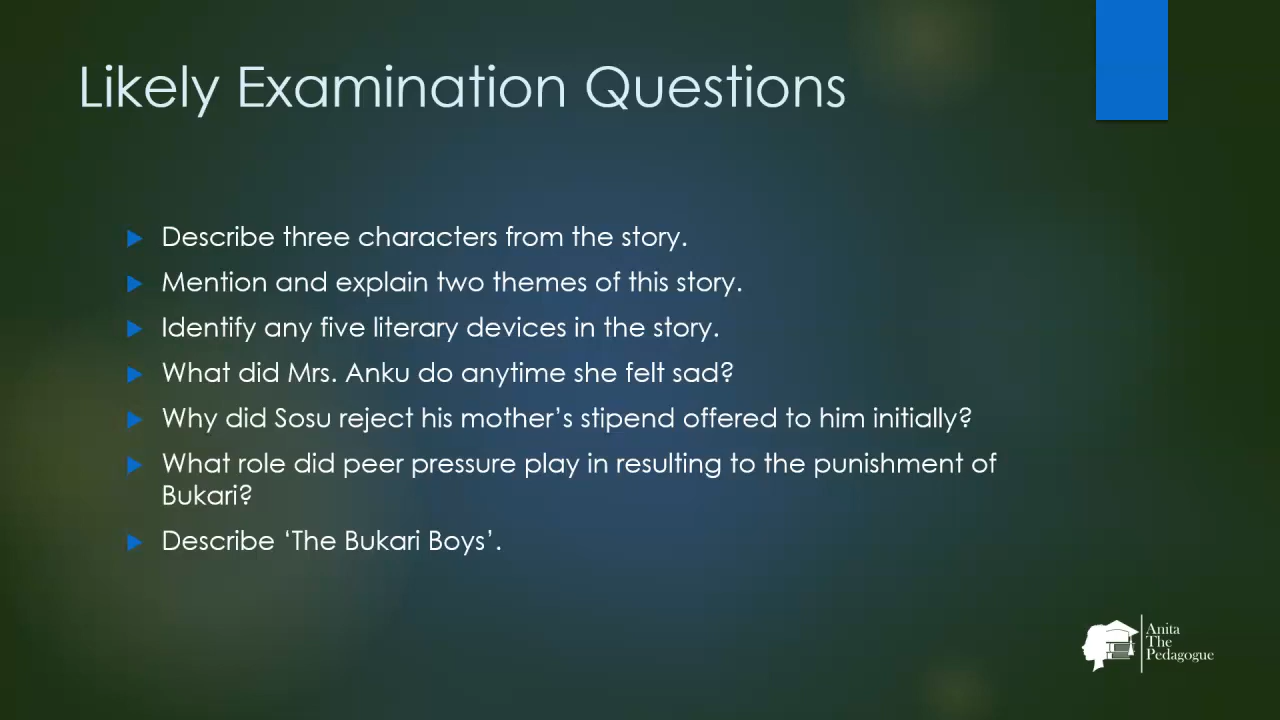 Likely Examination Questions
Describe three characters from the story.
Mention and explain two themes of this story.
Identify any five literary devices in the story.
What did Mrs. Anku do anytime she felt sad?
Why did Sosu reject his mother’s stipend offered to him initially?
What role did peer pressure play in resulting to the punishment of
Bukari?
Describe ‘The Bukari Boys’.
Anita
The
Pedagogue